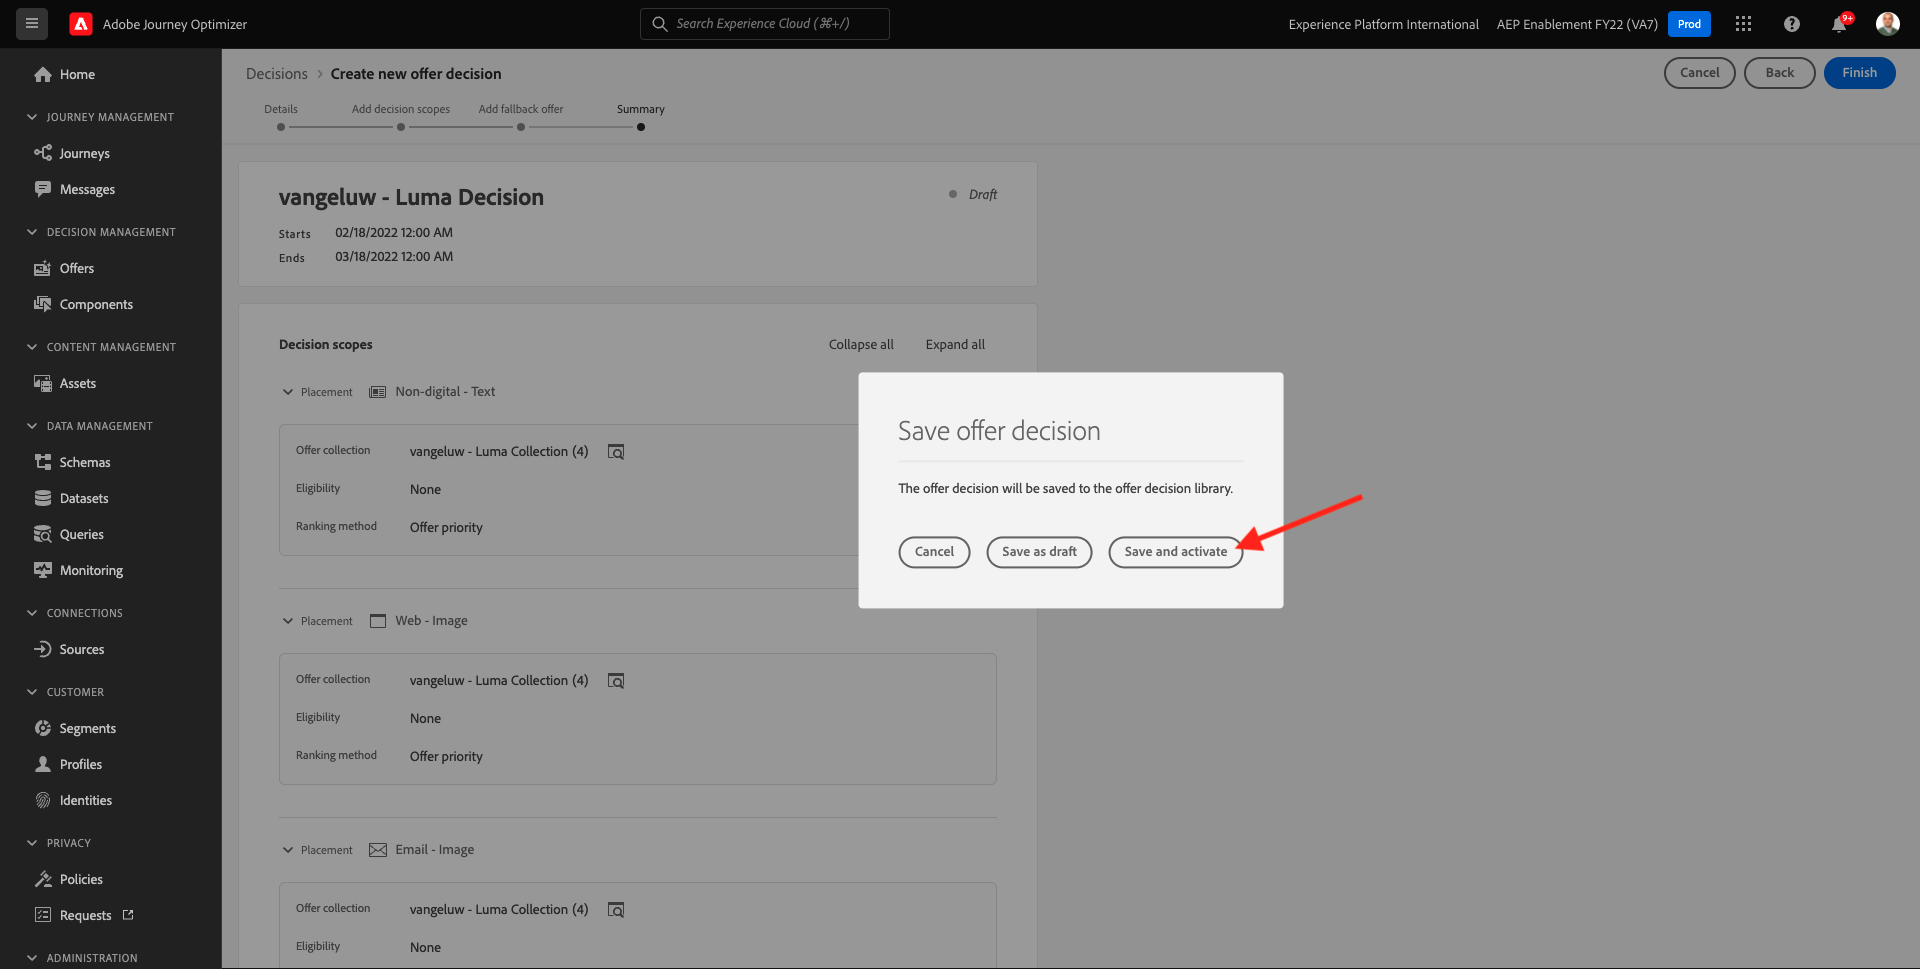 Adobe Journey Optimizer
Search Experience Cloud (⌘+/)
Experience Platform International
AEP Enablement FY22 (VA7)
Prod
9+
Home
JOURNEY MANAGEMENT
Journeys
Messages
DECISION MANAGEMENT
Offers
Components
CONTENT MANAGEMENT
Assets
DATA MANAGEMENT
Schemas
Datasets
Queries
Monitoring
CONNECTIONS
Sources
CUSTOMER
Segments
Profiles
Identities
PRIVACY
Policies
Requests
ADMINISTRATION
Decisions > Create new offer decision
Cancel
Back
Finish
Details
Add decision scopes
Add fallback offer
Summary
vangeluw - Luma Decision
Draft
Starts 02/18/2022 12:00 AM
Ends 03/18/2022 12:00 AM
Decision scopes
Collapse all
Expand all
Placement Non-digital - Text
Offer collection vangeluw - Luma Collection (4)
Eligibility None
Ranking method Offer priority
Placement Web - Image
Offer collection vangeluw - Luma Collection (4)
Eligibility None
Ranking method Offer priority
Placement Email - Image
Offer collection vangeluw - Luma Collection (4)
Eligibility None
Save offer decision
The offer decision will be saved to the offer decision library.
Cancel
Save as draft
Save and activate